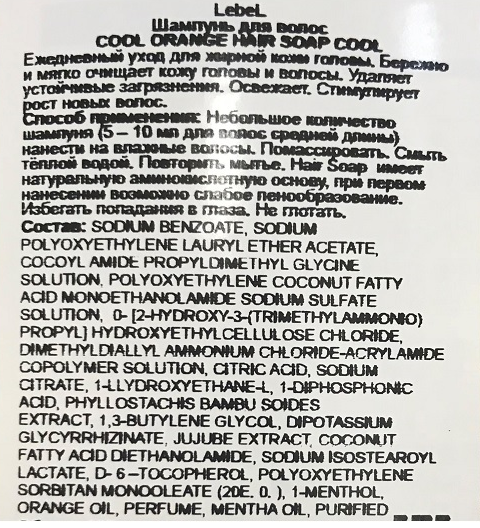 LebeL
Шампунь для волос
COOL ORANGE HAIR SOAP COOL
Ежедневный уход для жирной кожи головы. Бережно
и мягко очищает кожу головы и волосы. Удаляет
устойчивые загрязнения. Освежает. Стимулирует
рост новых волос.
Способ применения: Небольшое количество
шампуня (5 – 10 мл для волос средней длины)
нанести на влажные волосы. Помассировать. Смыть
тёплой водой. Повторить мытье. Hair Soap имеет
натуральную аминокислотную основу, при первом
нанесении возможно слабое пенообразование.
Избегать попадания в глаза. Не глотать.
Состав: SODIUM BENZOATE, SODIUM
POLYOXYETHYLENE LAURYL ETHER ACETATE,
COCOYL AMIDE PROPYLDIMETHYL GLYCINE
SOLUTION, POLYOXYETHYLENE COCONUT FATTY
ACID MONOETHANOLAMIDE SODIUM SULFATE
SOLUTION, 0- [2-HYDROXY-3-(TRIMETHYLAMMONIO)
PROPYL] HYDROXYETHYLCELLULOSE CHLORIDE,
DIMETHYLDIALLYL AMMONIUM CHLORIDE-ACRYLAMIDE
COPOLYMER SOLUTION, CITRIC ACID, SODIUM
CITRATE, 1-LLYDROXYETHANE-L, 1-DIPHOSPHONIC
ACID, PHYLLOSTACHIS BAMBU SOIDES
EXTRACT, 1,3-BUTYLENE GLYCOL, DIPOTASSIUM
GLYCYRRHIZINATE, JUJUBE EXTRACT, COCONUT
FATTY ACID DIETHANOLAMIDE, SODIUM ISOSTEAROYL
LACTATE, D- 6 –TOCOPHEROL, POLYOXYETHYLENE
SORBITAN MONOOLEATE (20E. 0. ), 1-MENTHOL,
ORANGE OIL, PERFUME, MENTHA OIL, PURIFIED